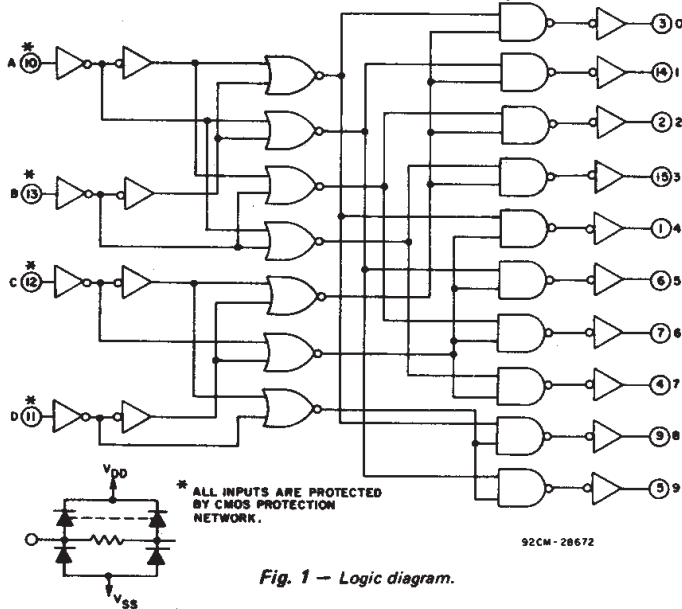 A * 10
B * 13
C * 12
D * 11
3 0
14 1
2 2
15 3
1 4
6 5
7 6
4 7
9 8
5 9
VDD
VSS
* ALL INPUTS ARE PROTECTED
BY CMOS PROTECTION
NETWORK.
92CM-28672
Fig. 1 — Logic diagram.